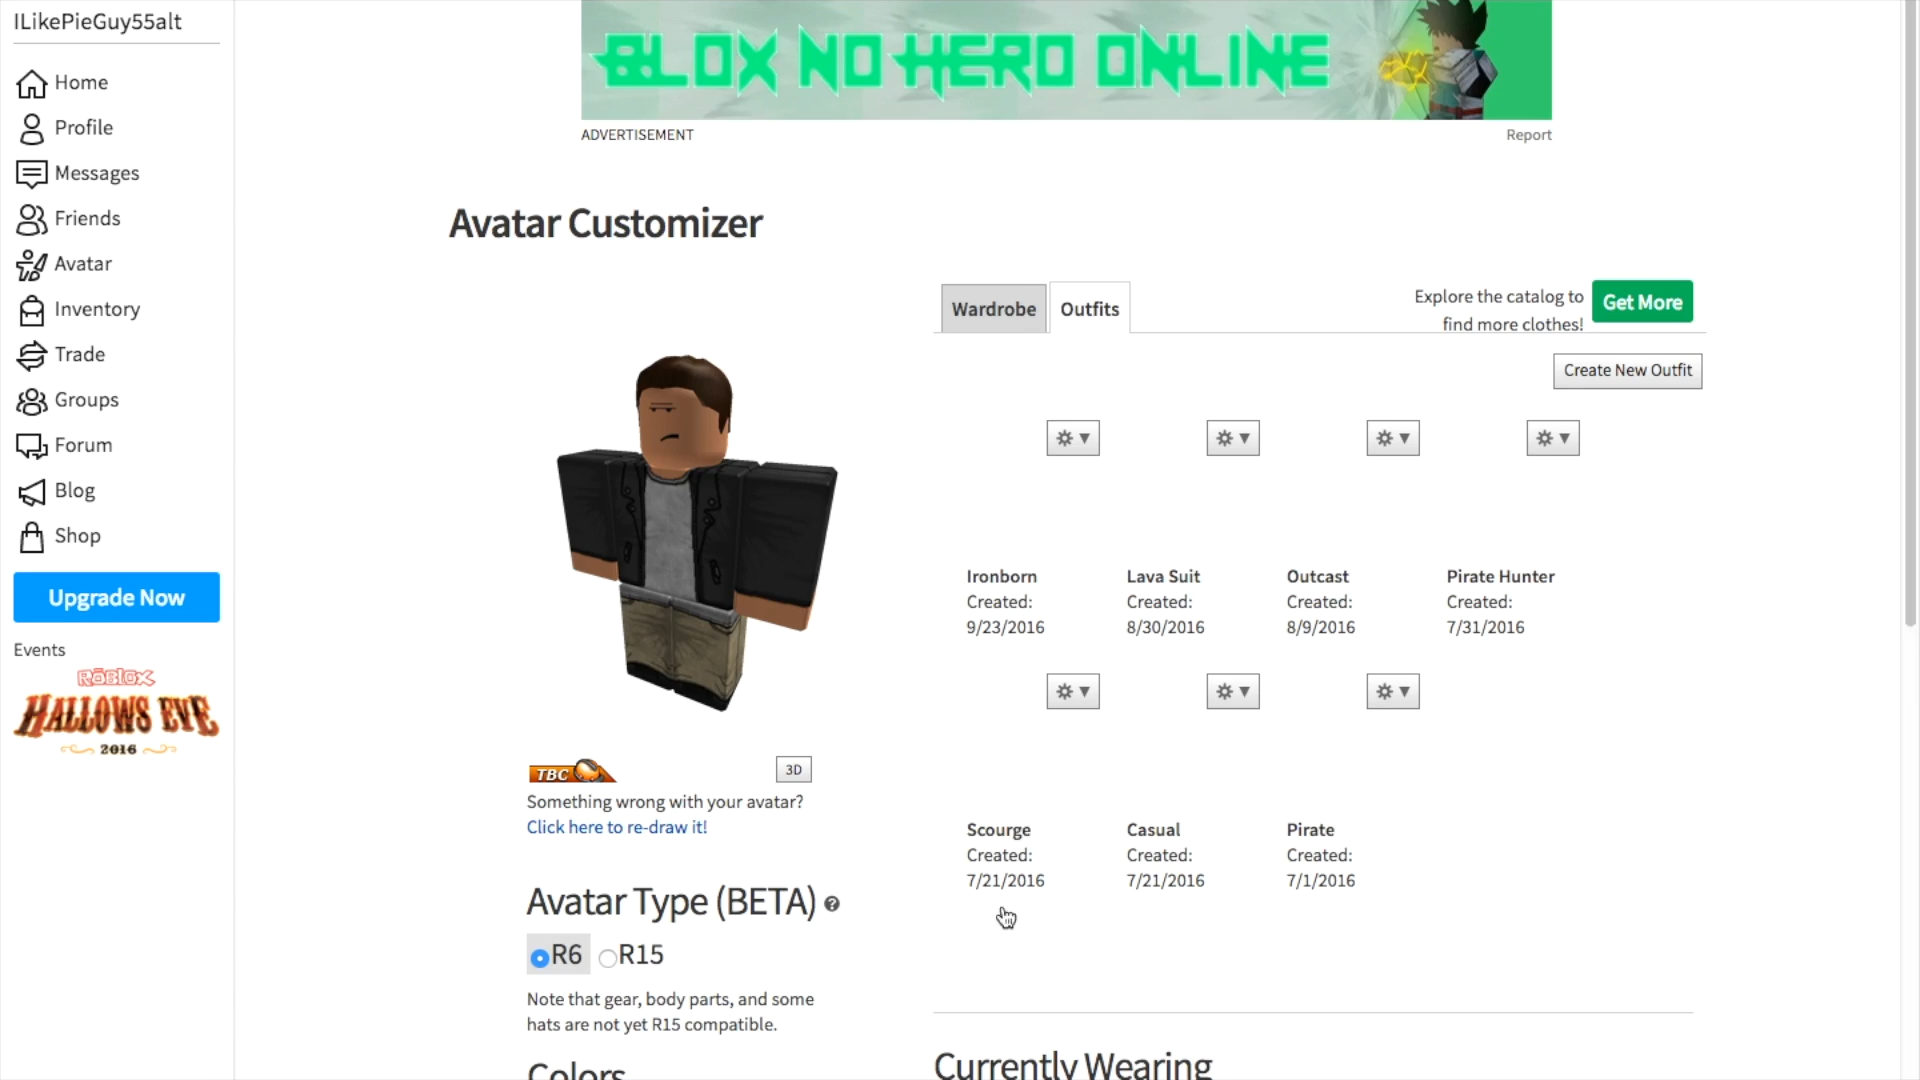 ILikePieGuy55alt
Home
Profile
Messages
Friends
Avatar
Inventory
Trade
Groups
Forum
Blog
Shop
Upgrade Now
Events
ROBLOX
HALLOWS EVE
2016
BLOX NO HERO ONLINE
ADVERTISEMENT
Report
Avatar Customizer
TBC
3D
Something wrong with your avatar?
Click here to re-draw it!
Avatar Type (BETA)
R6
R15
Note that gear, body parts, and some
hats are not yet R15 compatible.
Colors
Wardrobe
Outfits
Explore the catalog to
find more clothes!
Get More
Create New Outfit
Ironborn
Created:
9/23/2016
Lava Suit
Created:
8/30/2016
Outcast
Created:
8/9/2016
Pirate Hunter
Created:
7/31/2016
Scourge
Created:
7/21/2016
Casual
Created:
7/21/2016
Pirate
Created:
7/1/2016
Currently Wearing